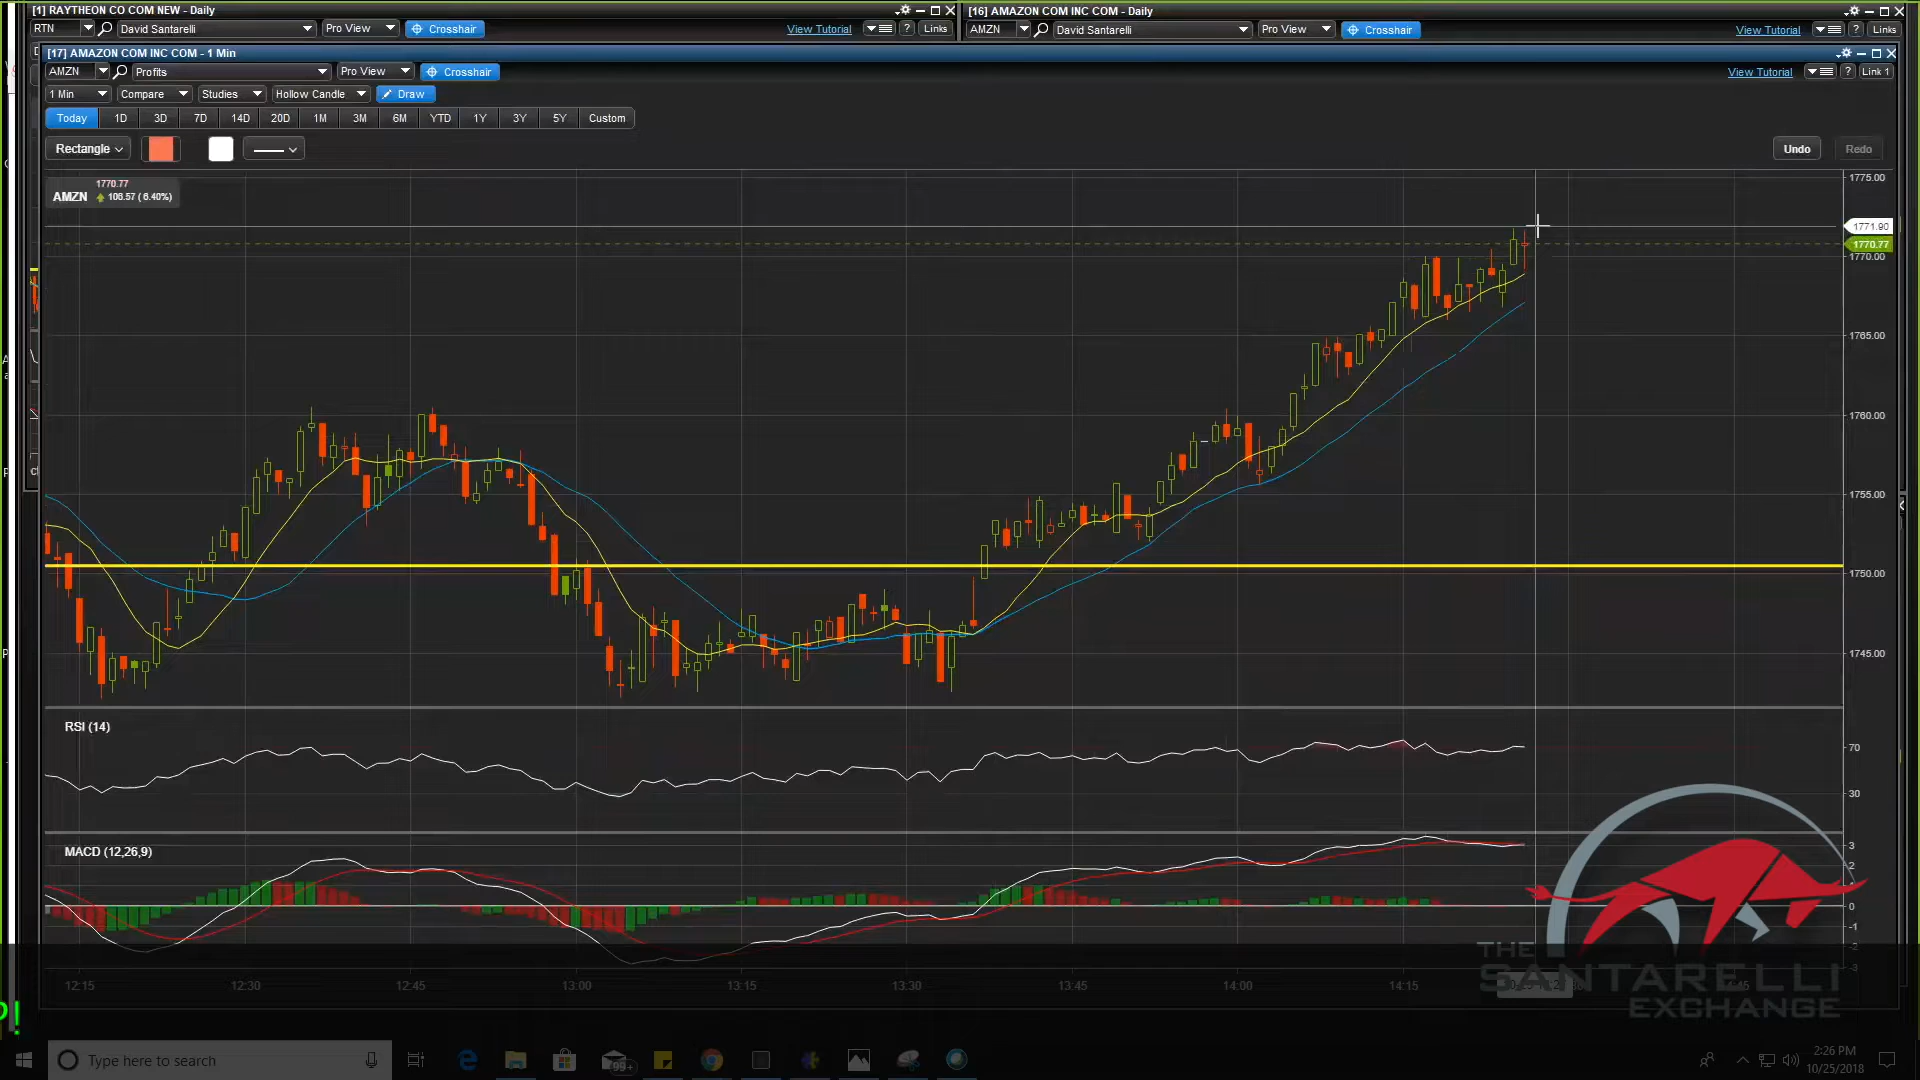 [1] RAYTHEON CO COM NEW - Daily
[16] AMAZON COM INC COM - Daily
RTN David Santarelli Pro View Crosshair View Tutorial ? Links
AMZN David Santarelli Pro View Crosshair View Tutorial ? Links
[17] AMAZON COM INC COM - 1 Min
AMZN Profits Pro View Crosshair View Tutorial ? Link 1
1 Min Compare Studies Hollow Candle Draw
Today 1D 3D 7D 14D 20D 1M 3M 6M YTD 1Y 3Y 5Y Custom
Rectangle Undo Redo
1775.00
1770.77
AMZN 106.57 (6.40%)
1771.90
1770.77
1770.00
1765.00
1760.00
1755.00
1750.00
1745.00
RSI (14)
70
30
MACD (12,26,9)
3
2
0
-1
-2
-3
THE
SANTARELLI
EXCHANGE
12:15 12:30 12:45 13:00 13:15 13:30 13:45 14:00 14:15
P!
Type here to search
99+
2:26 PM
10/25/2018